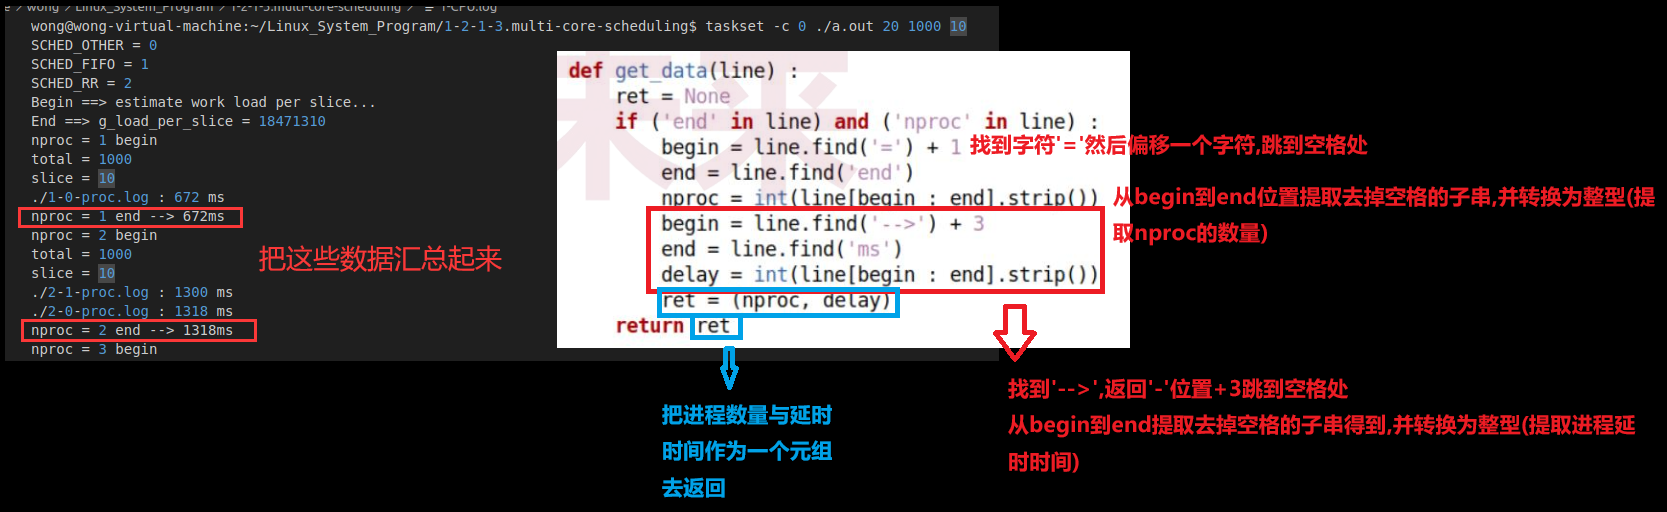 wong / Linux_System_Program / 1-2-1-3.multi-core-scheduling / 1-CPU.log
wong@wong-virtual-machine:~/Linux_System_Program/1-2-1-3.multi-core-scheduling$ taskset -c 0 ./a.out 20 1000 10
SCHED_OTHER = 0
SCHED_FIFO = 1
SCHED_RR = 2
Begin ==> estimate work load per slice...
End ==> g_load_per_slice = 18471310
nproc = 1 begin
total = 1000
slice = 10
./1-0-proc.log : 672 ms
nproc = 1 end --> 672ms
nproc = 2 begin
total = 1000
slice = 10
./2-1-proc.log : 1300 ms
./2-0-proc.log : 1318 ms
nproc = 2 end --> 1318ms
nproc = 3 begin
把这些数据汇总起来
未来
def get_data(line) :
ret = None
if ('end' in line) and ('nproc' in line) :
begin = line.find('=') + 1
end = line.find('end')
nproc = int(line[begin : end].strip())
begin = line.find('-->') + 3
end = line.find('ms')
delay = int(line[begin : end].strip())
ret = (nproc, delay)
return ret
找到字符'='然后偏移一个字符,跳到空格处
从begin到end位置提取去掉空格的子串,并转换为整型(提
取nproc的数量)
把进程数量与延时
时间作为一个元组
去返回
找到'-->',返回'-'位置+3跳到空格处
从begin到end提取去掉空格的子串得到,并转换为整型(提取进程延
时时间)